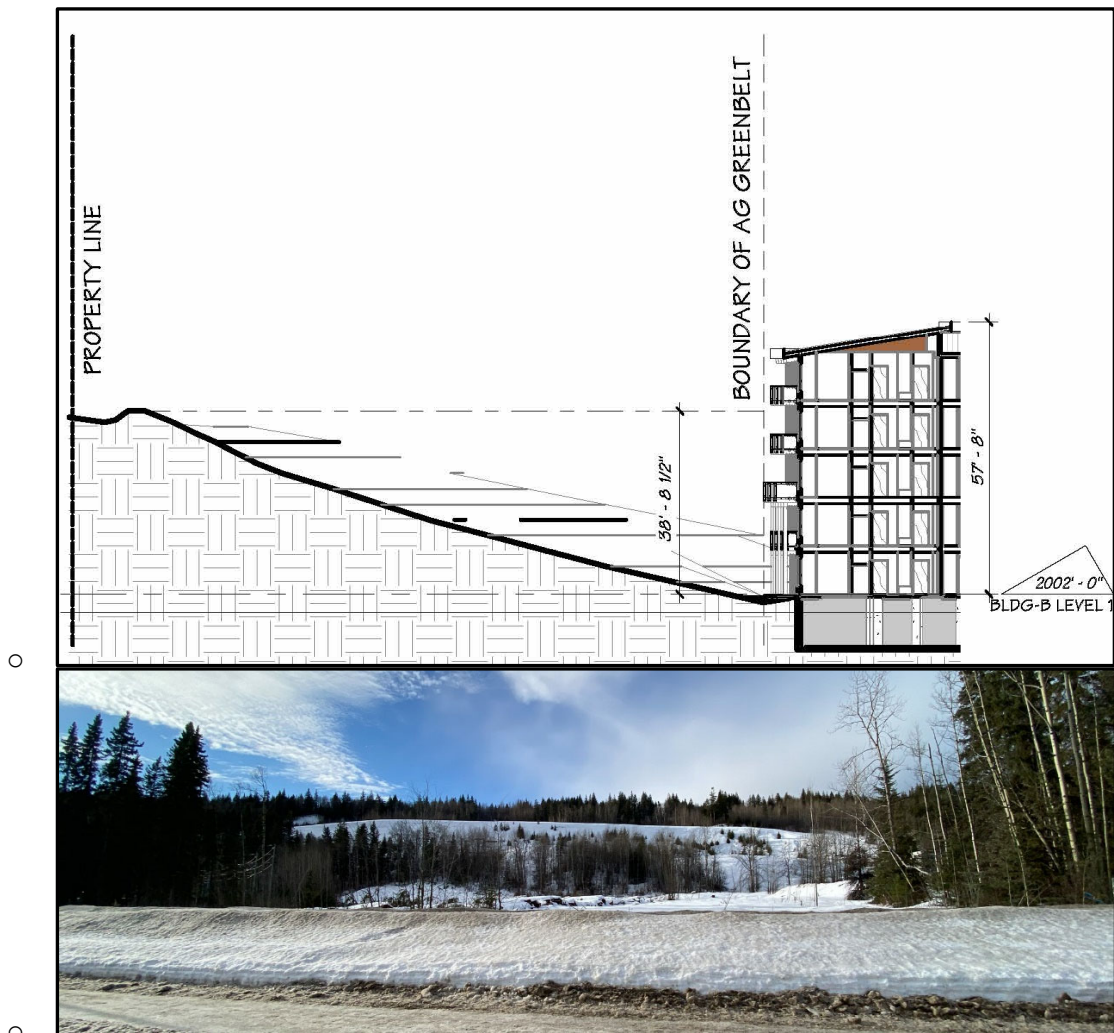 PROPERTY LINE
BOUNDARY OF AG GREENBELT
38' - 8 1/2"
57' - 8"
2002' - 0"
BLDG-B LEVEL 1